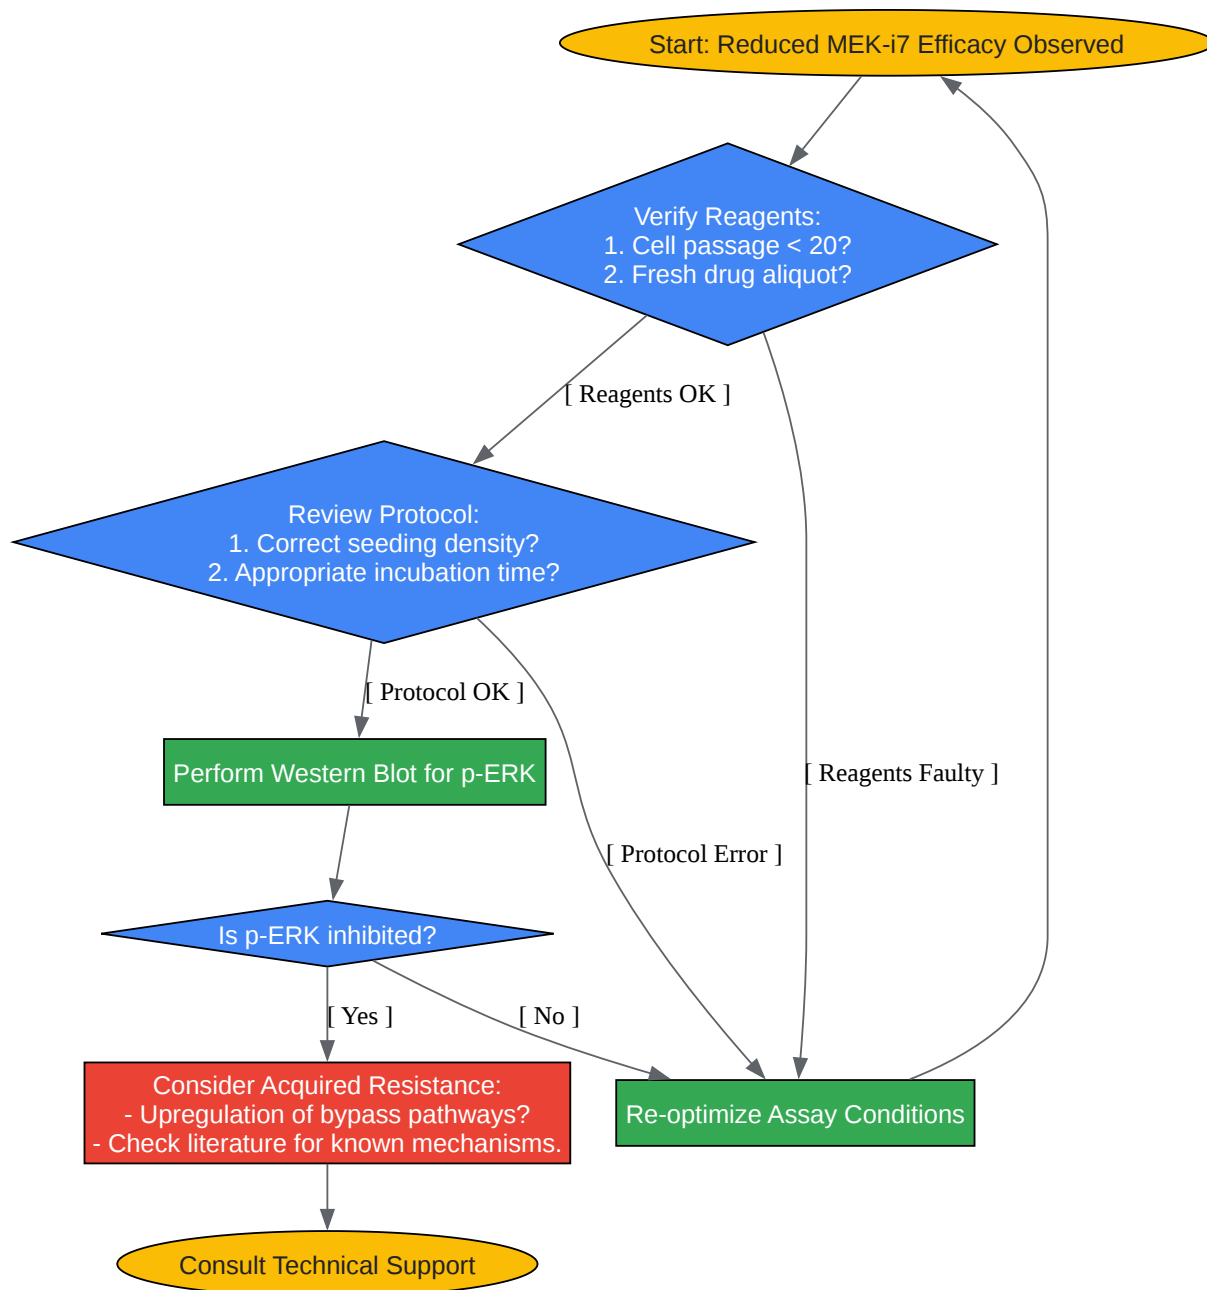 Start: Reduced MEK-i7 Efficacy Observed
Verify Reagents:
1. Cell passage < 20?
2. Fresh drug aliquot?
[ Reagents OK ]
Review Protocol:
1. Correct seeding density?
2. Appropriate incubation time?
[ Protocol OK ]
Perform Western Blot for p-ERK
[ Reagents Faulty ]
[ Protocol Error ]
Is p-ERK inhibited?
[ Yes ]
[ No ]
Consider Acquired Resistance:
- Upregulation of bypass pathways?
- Check literature for known mechanisms.
Re-optimize Assay Conditions
Consult Technical Support